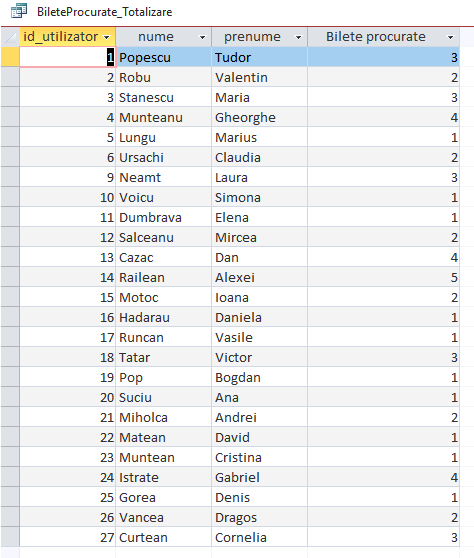 BileteProcurate_Totalizare
id_utilizator nume prenume Bilete procurate
1 Popescu Tudor 3
2 Robu Valentin 2
3 Stanescu Maria 3
4 Munteanu Gheorghe 4
5 Lungu Marius 1
6 Ursachi Claudia 2
9 Neamt Laura 3
10 Voicu Simona 1
11 Dumbrava Elena 1
12 Salceanu Mircea 2
13 Cazac Dan 4
14 Railean Alexei 5
15 Motoc Ioana 2
16 Hadarau Daniela 1
17 Runcan Vasile 1
18 Tatar Victor 3
19 Pop Bogdan 1
20 Suciu Ana 1
21 Miholca Andrei 2
22 Matean David 1
23 Muntean Cristina 1
24 Istrate Gabriel 4
25 Gorea Denis 1
26 Vancea Dragos 2
27 Curtean Cornelia 3